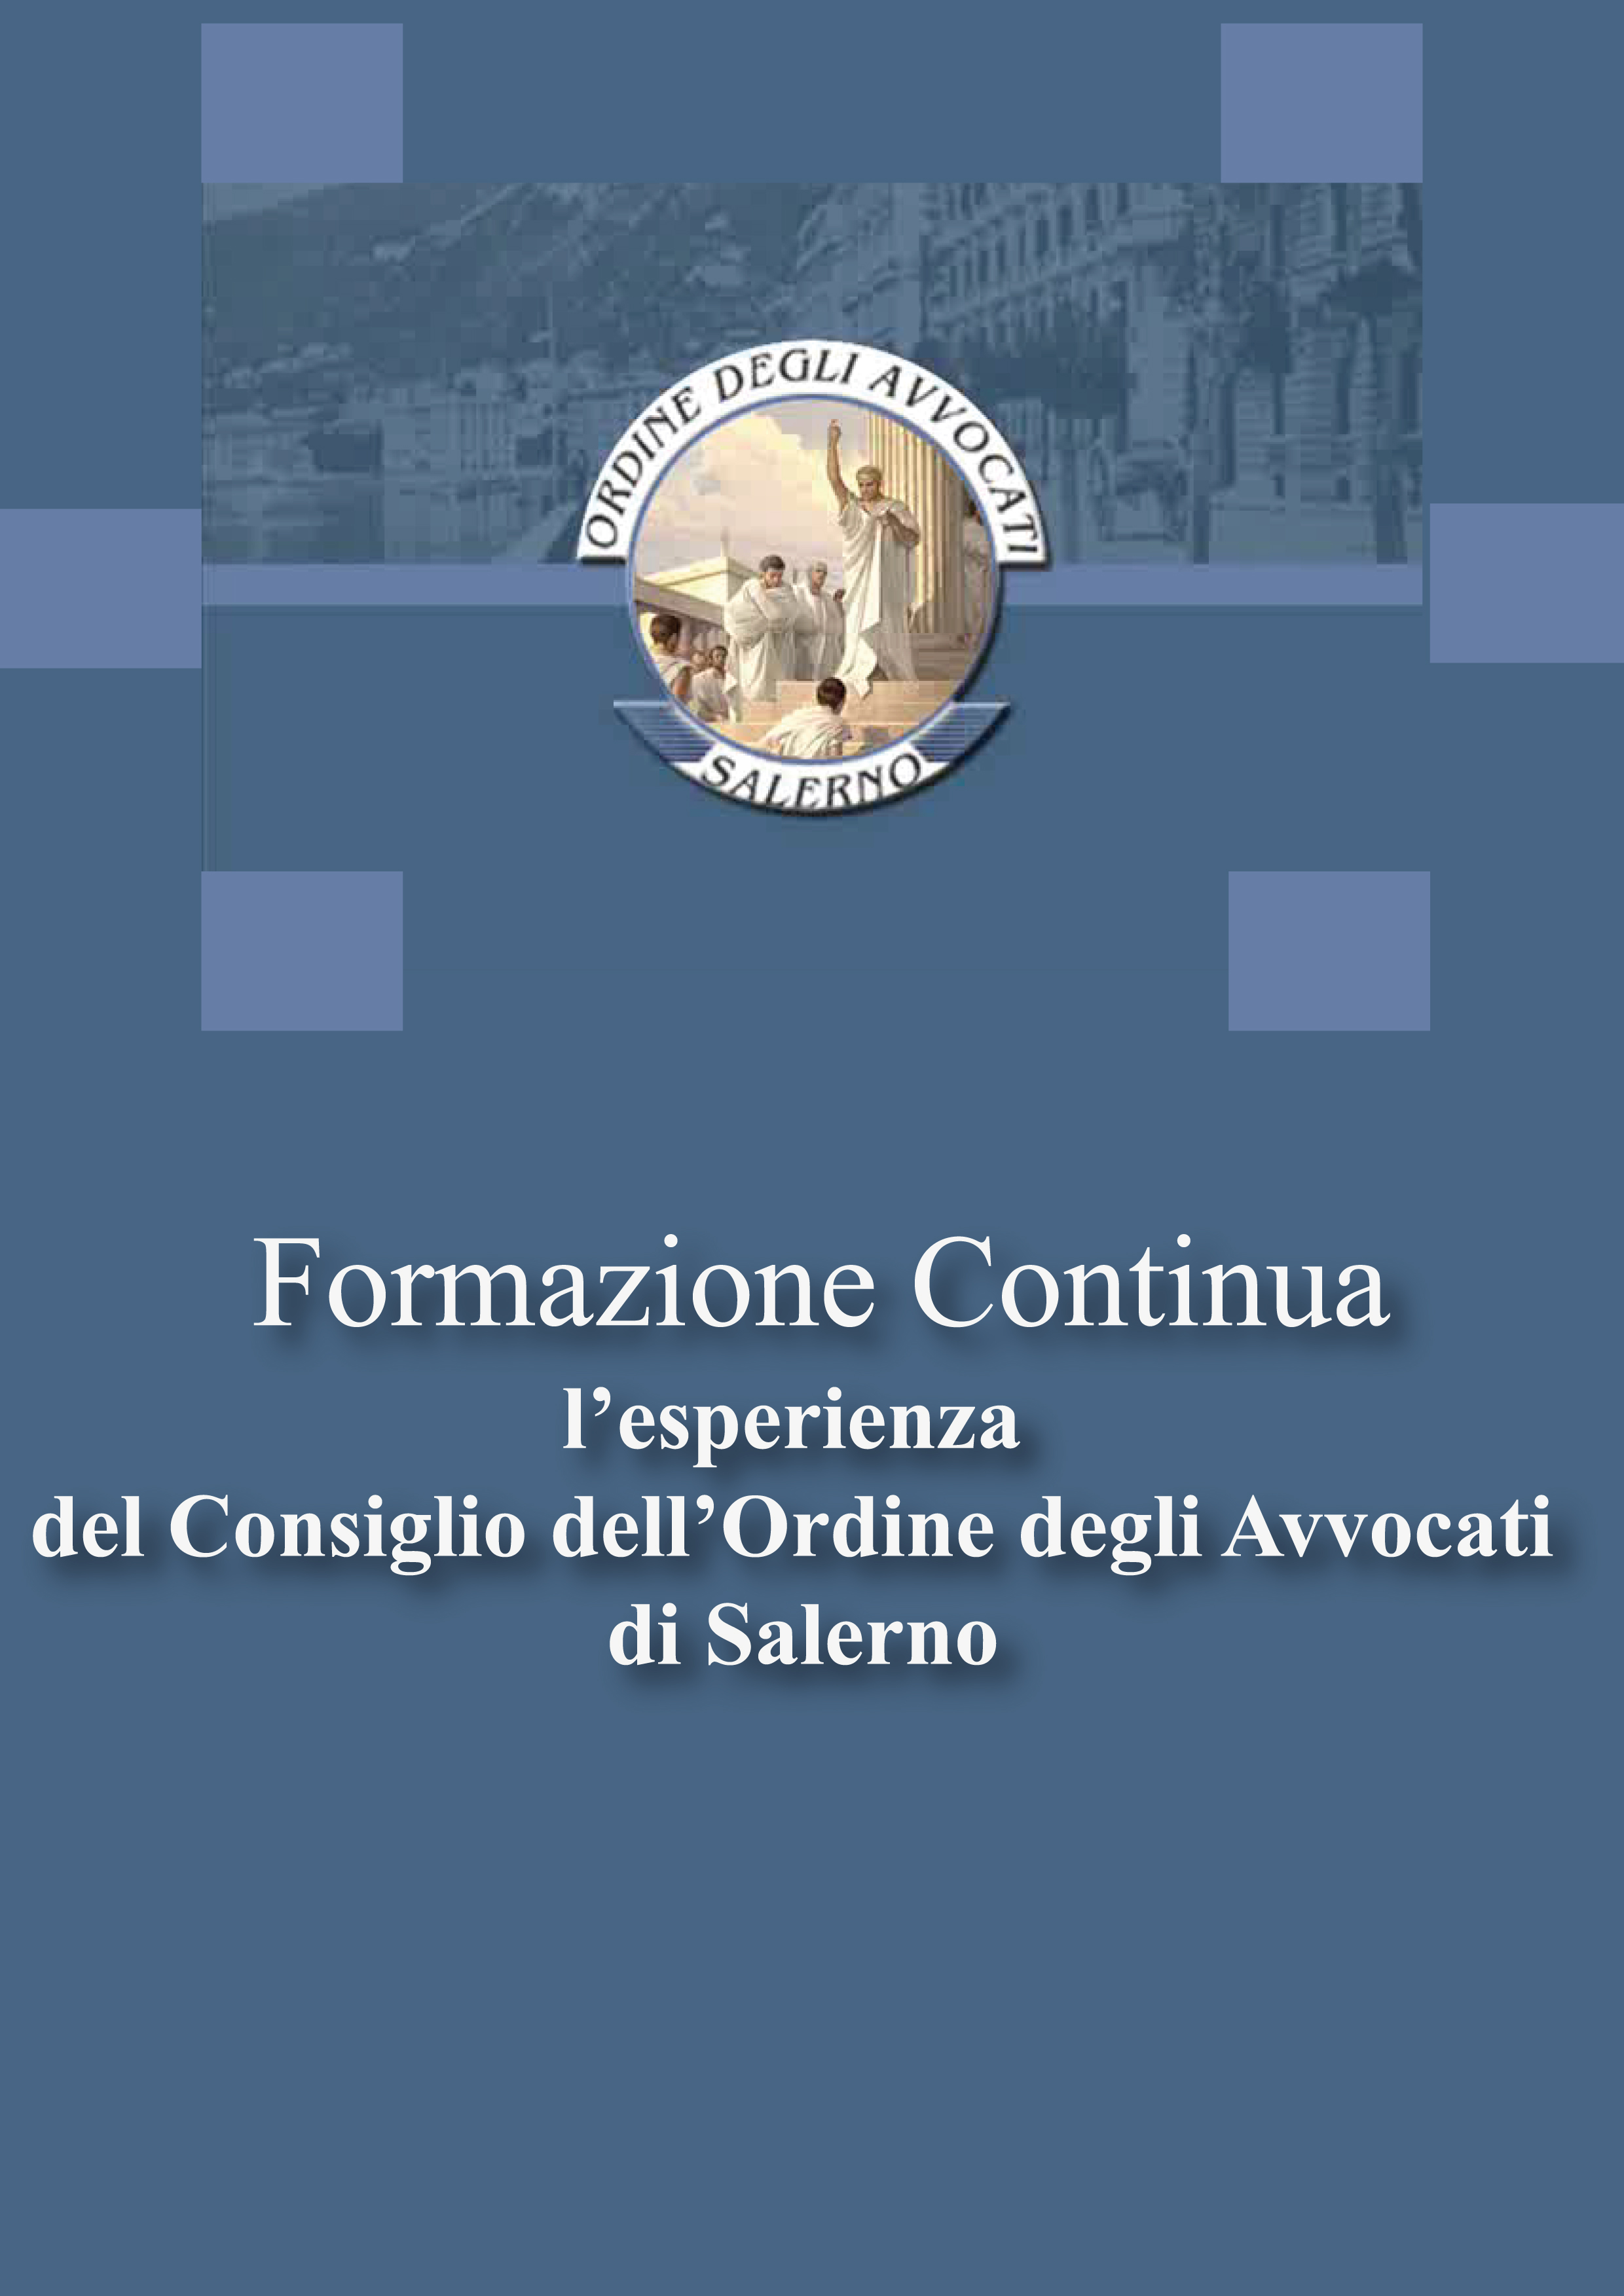 ORDINE DEGLI AVVOCATI
SALERNO
Formazione Continua
l’esperienza
del Consiglio dell’Ordine degli Avvocati
di Salerno